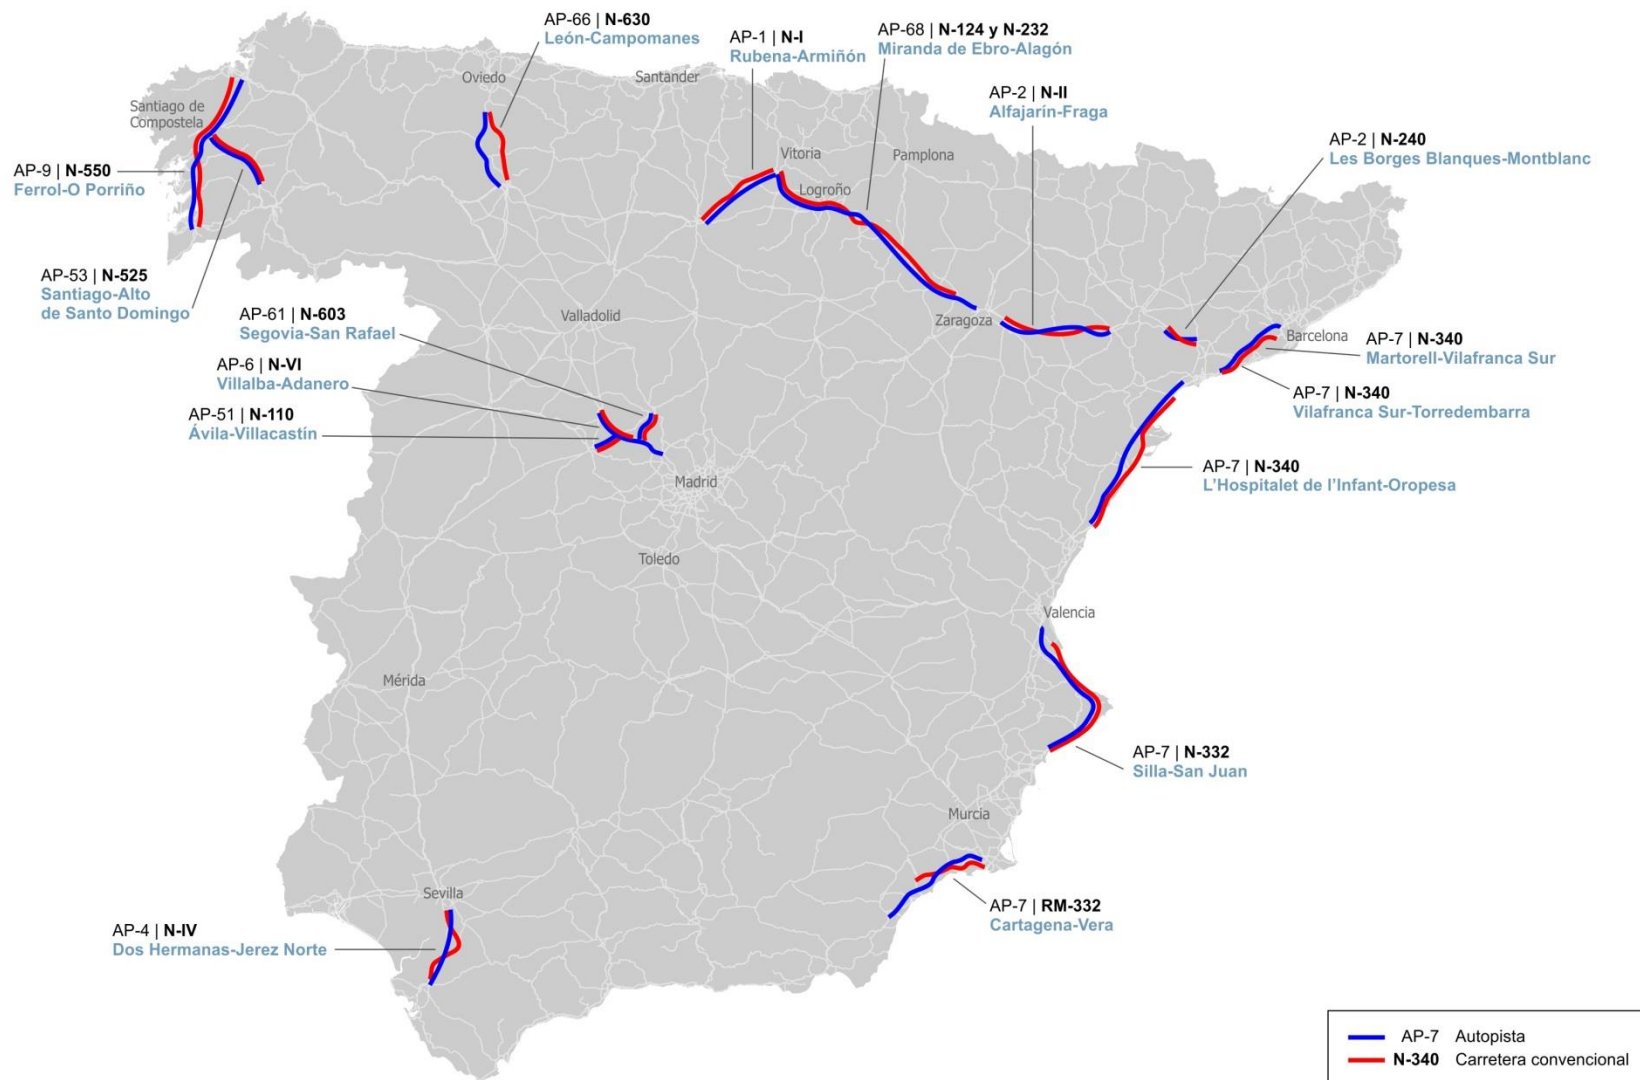 AP-66 | N-630
León-Campomanes
AP-1 | N-I
Rubena-Armiñón
AP-68 | N-124 y N-232
Miranda de Ebro-Alagón
AP-2 | N-II
Alfajarín-Fraga
AP-2 | N-240
Les Borges Blanques-Montblanc
Oviedo
Santander
Santiago de
Compostela
Vitoria
Pamplona
Logroño
AP-9 | N-550
Ferrol-O Porriño
AP-53 | N-525
Santiago-Alto
de Santo Domingo
AP-61 | N-603
Segovia-San Rafael
Valladolid
Zaragoza
Barcelona
AP-7 | N-340
Martorell-Vilafranca Sur
AP-6 | N-VI
Villalba-Adanero
AP-7 | N-340
Vilafranca Sur-Torredembarra
AP-51 | N-110
Ávila-Villacastín
AP-7 | N-340
L'Hospitalet de l'Infant-Oropesa
Madrid
Toledo
Valencia
Mérida
AP-7 | N-332
Silla-San Juan
Murcia
Sevilla
AP-7 | RM-332
Cartagena-Vera
AP-4 | N-IV
Dos Hermanas-Jerez Norte
AP-7 Autopista
N-340 Carretera convencional